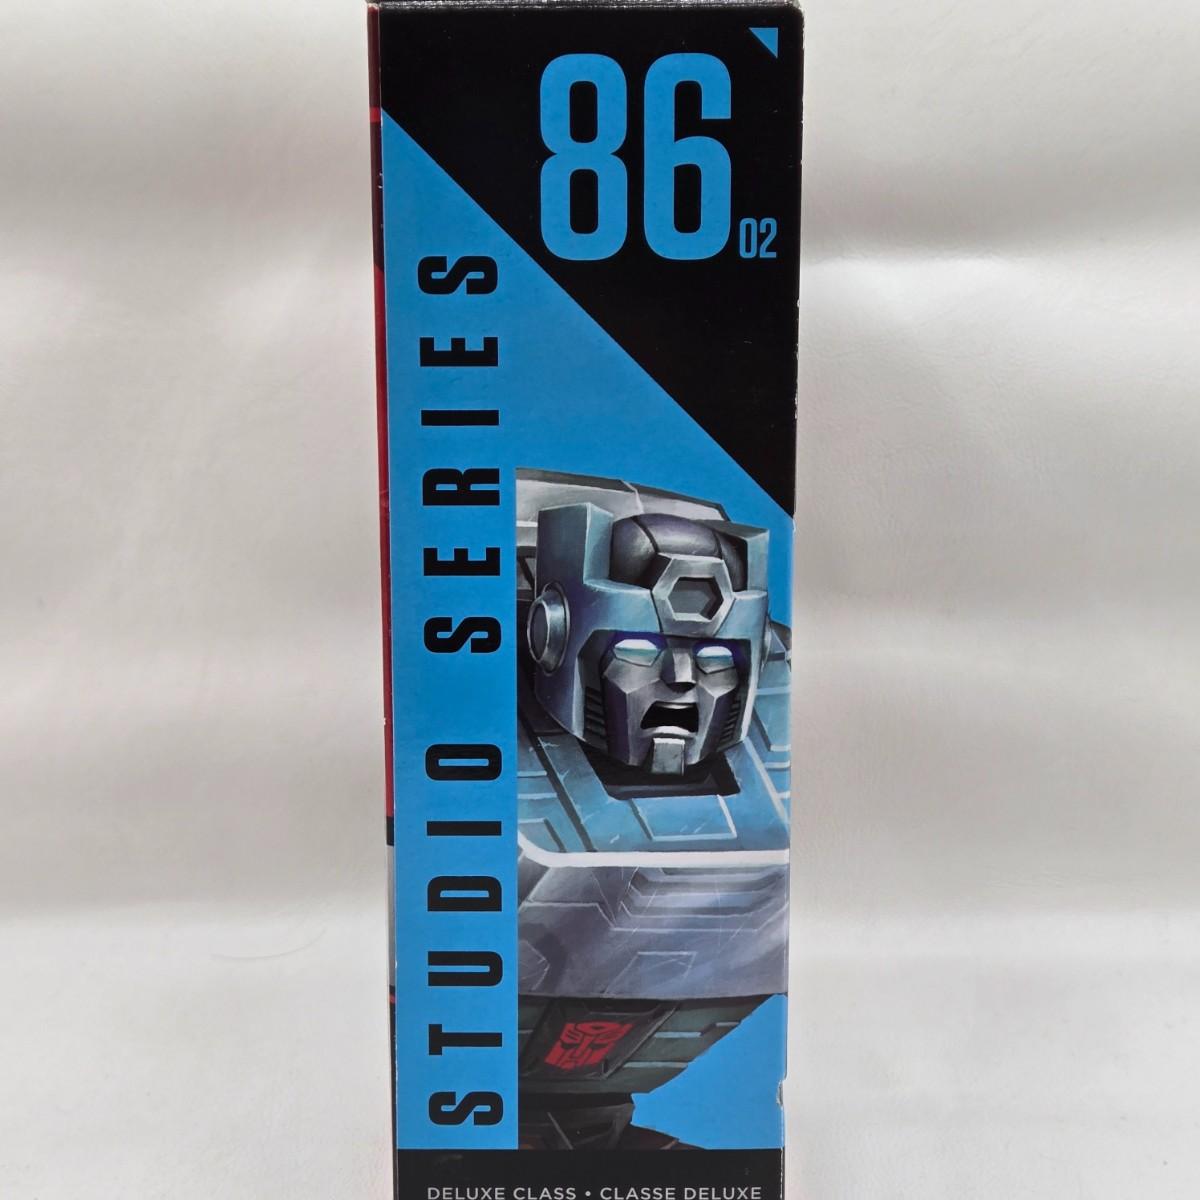 86
02
STUDIO SERIES
DELUXE CLASS • CLASSE DELUXE